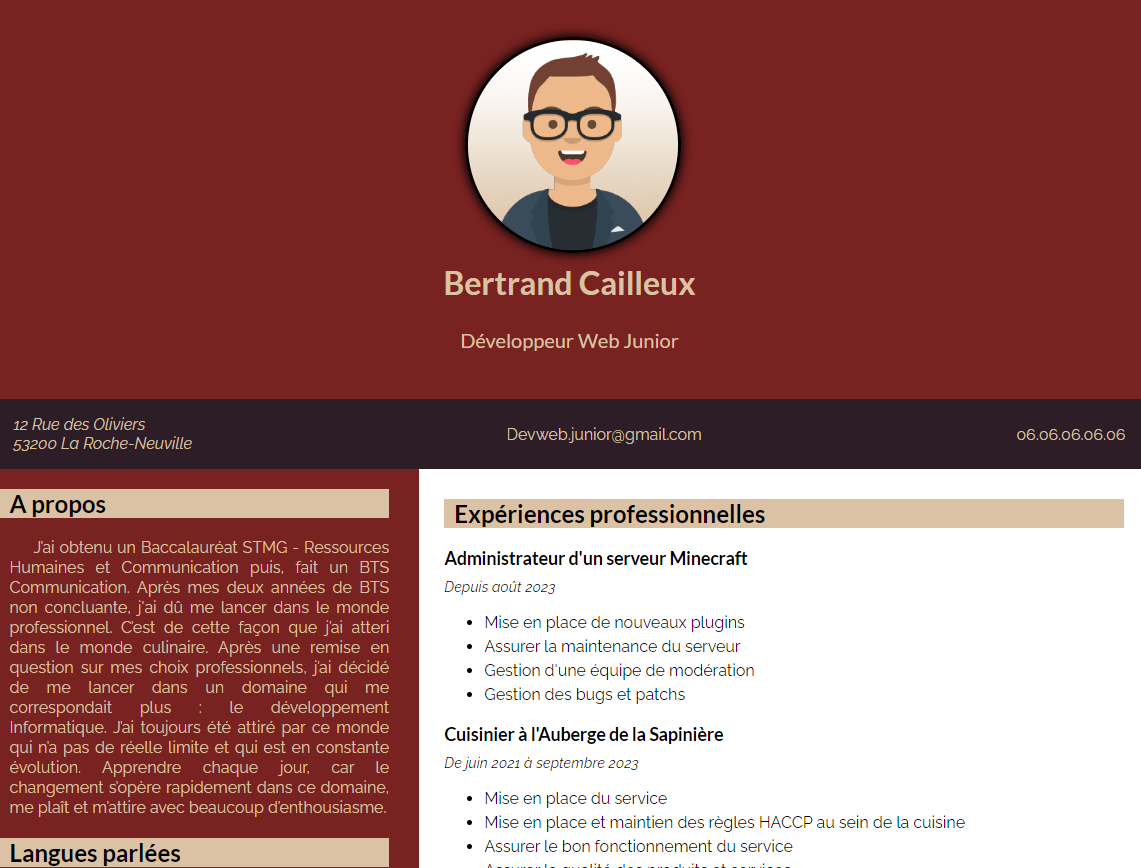 Bertrand Cailleux
Développeur Web Junior
12 Rue des Oliviers
53200 La Roche-Neuville
Devweb.junior@gmail.com
06.06.06.06.06
A propos
J'ai obtenu un Baccalauréat STMG - Ressources
Humaines et Communication puis, fait un BTS
Communication. Après mes deux années de BTS
non concluante, j'ai dû me lancer dans le monde
professionnel. C'est de cette façon que j'ai atteri
dans le monde culinaire. Après une remise en
question sur mes choix professionnels, j'ai décidé
de me lancer dans un domaine qui me
correspondait plus : le développement
Informatique. J'ai toujours été attiré par ce monde
qui n'a pas de réelle limite et qui est en constante
évolution. Apprendre chaque jour, car le
changement s'opère rapidement dans ce domaine,
me plaît et m'attire avec beaucoup d'enthousiasme.
Langues parlées
Expériences professionnelles
Administrateur d'un serveur Minecraft
Depuis août 2023
Mise en place de nouveaux plugins
Assurer la maintenance du serveur
Gestion d'une équipe de modération
Gestion des bugs et patchs
Cuisinier à l'Auberge de la Sapinière
De juin 2021 à septembre 2023
Mise en place du service
Mise en place et maintien des règles HACCP au sein de la cuisine
Assurer le bon fonctionnement du service
Assurer la qualité des produits et services